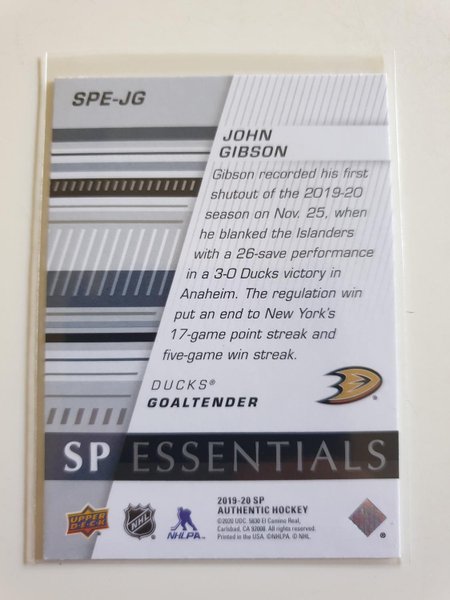 SPE-JG
JOHN
GIBSON
Gibson recorded his first
shutout of the 2019-20
season on Nov. 25, when
he blanked the Islanders
with a 26-save performance
in a 3-0 Ducks victory in
Anaheim. The regulation win
put an end to New York's
17-game point streak and
five-game win streak.
DUCKS®
GOALTENDER
®
SP ESSENTIALS
UPPER
DECK
NHL
NHLPA
2019-20 SP
AUTHENTIC HOCKEY
©2020 UDC. 5830 El Camino Real,
Carlsbad, CA 92008. All rights reserved.
Printed in the USA. ©NHLPA. © NHL
®